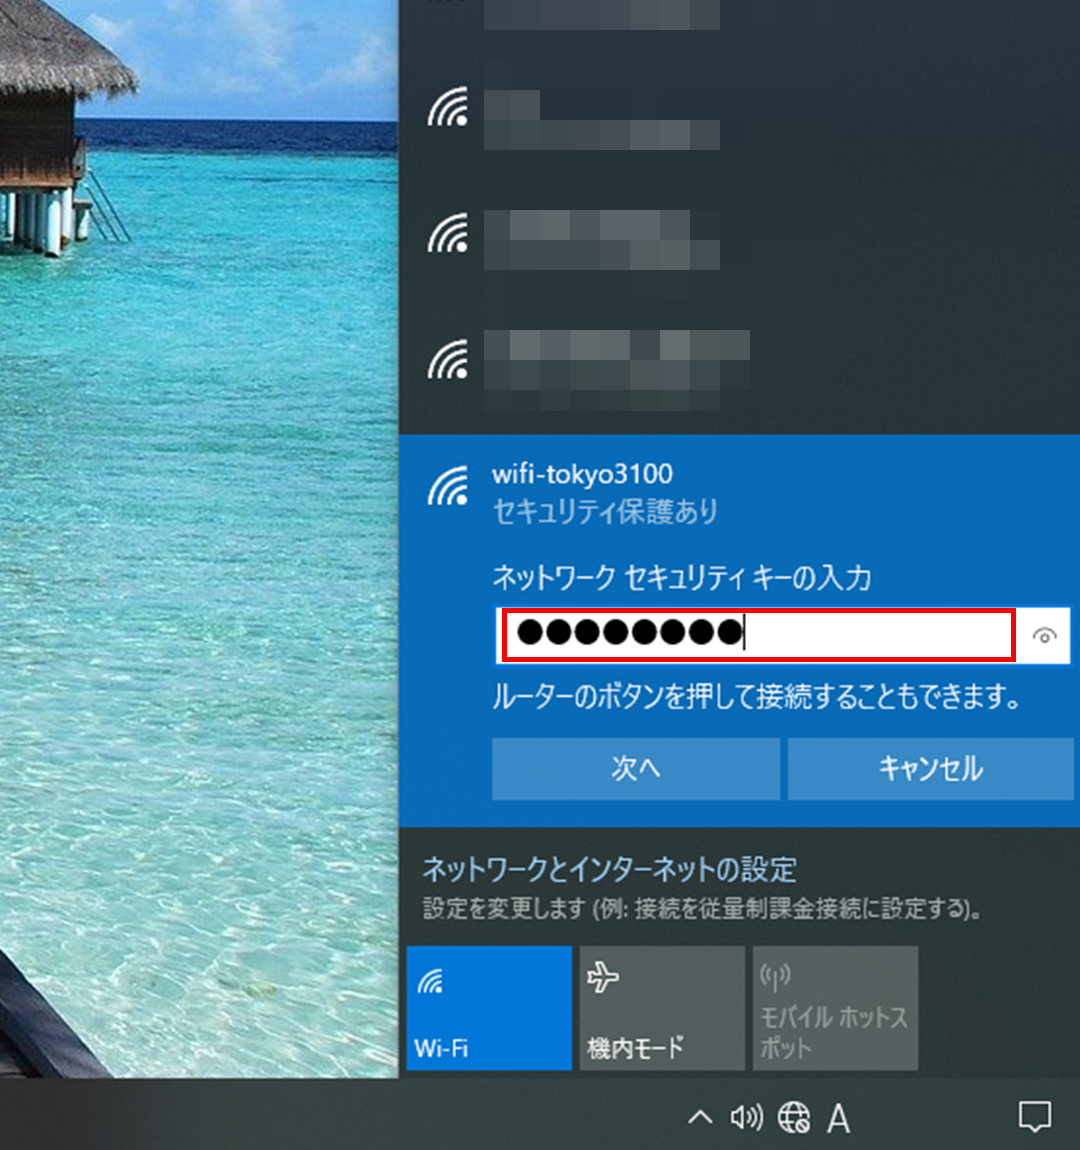 wifi-tokyo3100
セキュリティ保護あり
ネットワーク セキュリティ キーの入力
●●●●●●●●
ルーターのボタンを押して接続することもできます。
次へ
キャンセル
ネットワークとインターネットの設定
設定を変更します (例: 接続を従量制課金接続に設定する)。
Wi-Fi
機内モード
モバイル ホットス
ポット
A